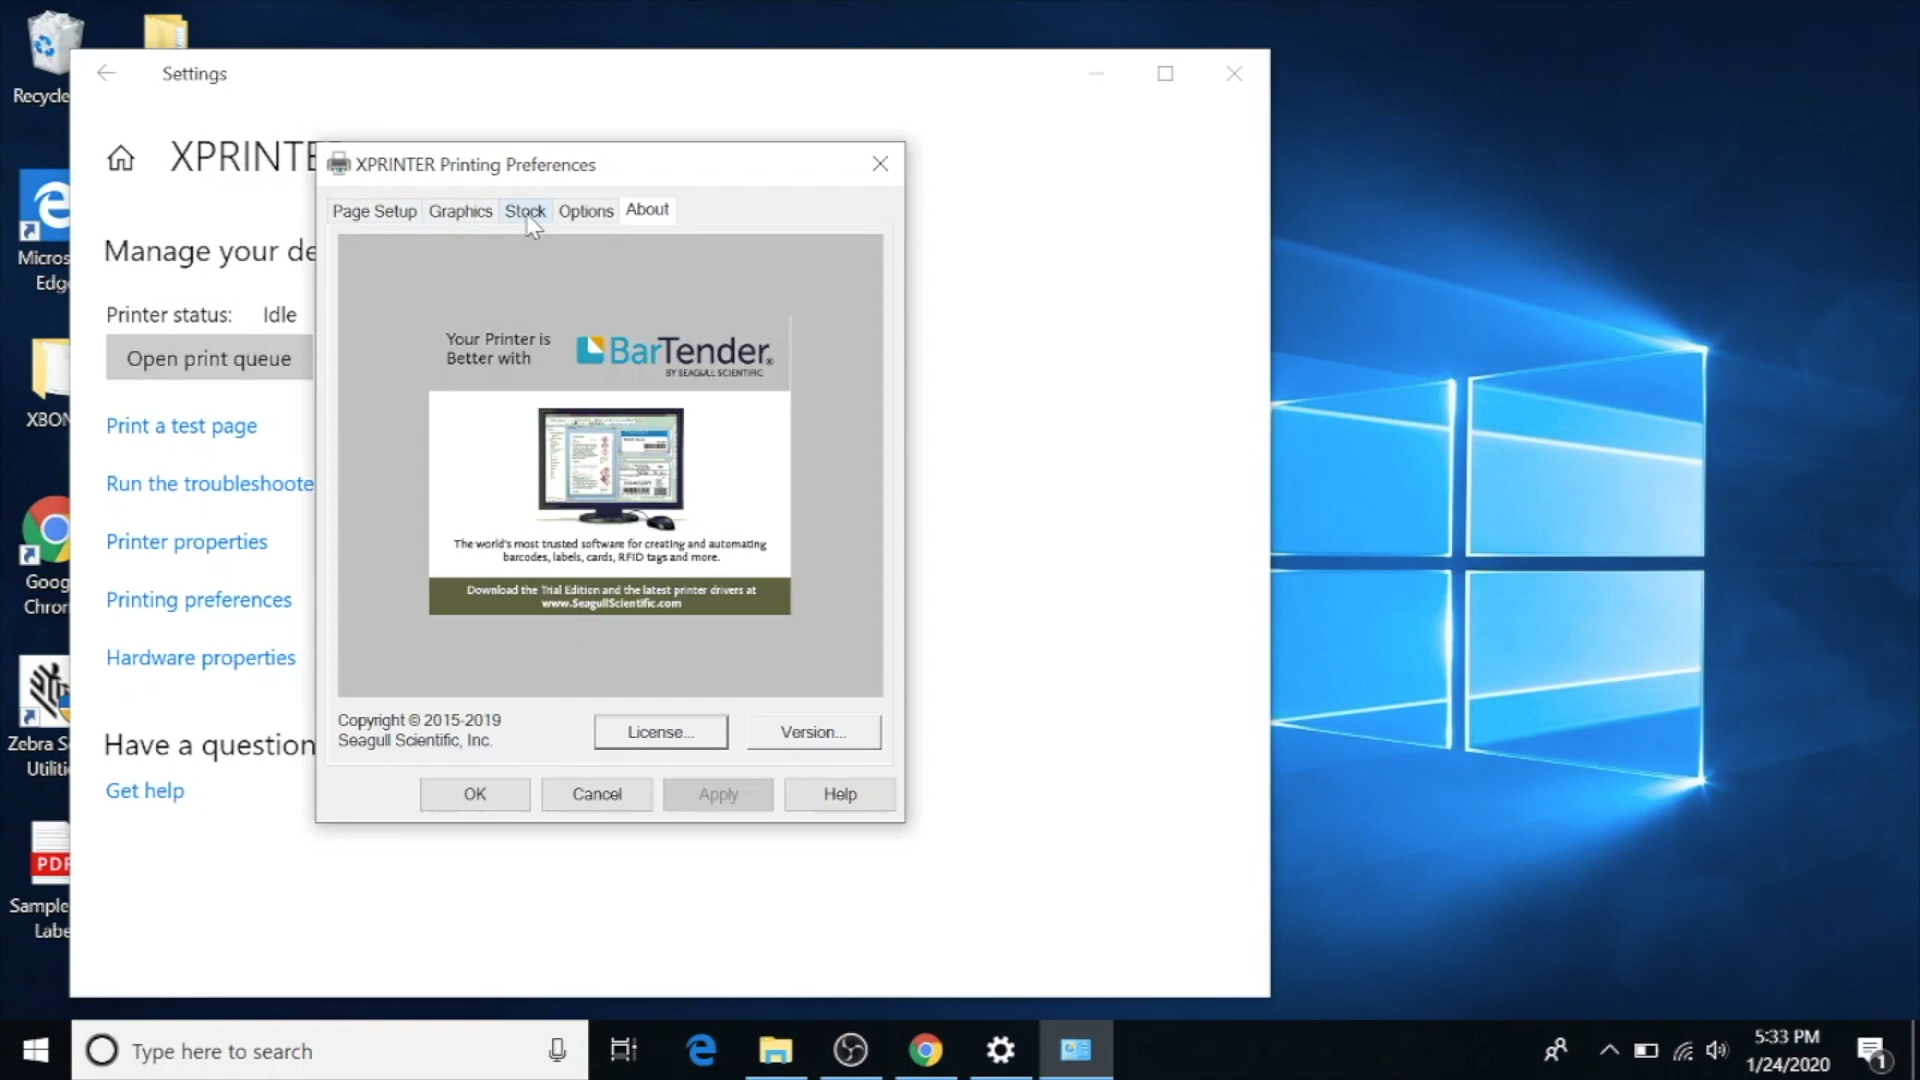 Recycle
Settings
XPRINTE
Manage your de
Printer status: Idle
Open print queue
Print a test page
Run the troubleshoote
Printer properties
Printing preferences
Hardware properties
Have a question
Get help
XPRINTER Printing Preferences
Page Setup Graphics Stock Options About
Your Printer is
Better with
BarTender®
BY SEAGULL SCIENTIFIC
The world's most trusted software for creating and automating
barcodes, labels, cards, RFID tags and more.
Download the Trial Edition and the latest printer drivers at
www.SeagullScientific.com
Copyright © 2015-2019
Seagull Scientific, Inc.
License... Version...
OK Cancel Apply Help
Micros
Edg
XBON
Goog
Chron
Zebra S
Utiliti
PDF
Sample
Labe
Type here to search
5:33 PM
1/24/2020
1